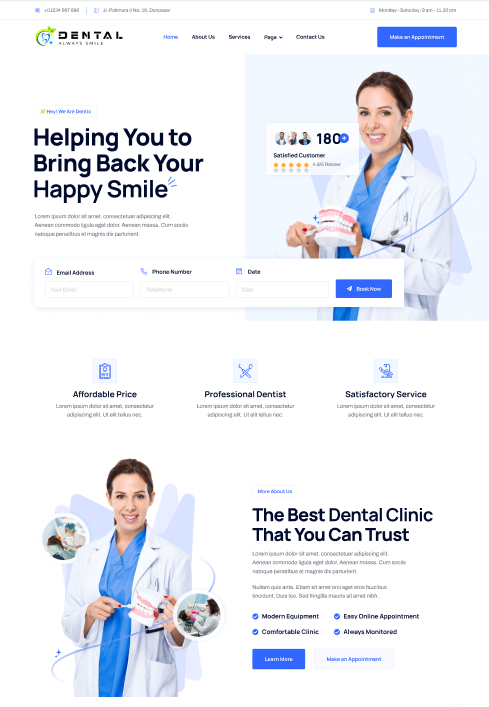 +01234 567 890
Jl. Palimura II No. 19, Denpasar
Monday - Saturday: 9 am - 11.30 pm
DENTAL
ALWAYS SMILE
Home
About Us
Services
Page
Contact Us
Make an Appointment
Hey! We Are Dentic
Helping You to
Bring Back Your
Happy Smile
180+
Satisfied Customer
4.8/5 Review
Lorem ipsum dolor sit amet, consectetuer adipiscing elit.
Aenean commodo ligula eget dolor. Aenean massa. Cum sociis
natoque penatibus et magnis dis parturient.
Email Address
Phone Number
Date
Your Email
Telephone
Date
Book Now
Affordable Price
Lorem ipsum dolor sit amet, consectetur
adipiscing elit. Ut elit tellus nec.
Professional Dentist
Lorem ipsum dolor sit amet, consectetur
adipiscing elit. Ut elit tellus nec.
Satisfactory Service
Lorem ipsum dolor sit amet, consectetur
adipiscing elit. Ut elit tellus nec.
More About Us
The Best Dental Clinic
That You Can Trust
Lorem ipsum dolor sit amet, consectetuer adipiscing elit.
Aenean commodo ligula eget dolor. Aenean massa. Cum sociis
natoque penatibus et magnis dis parturient.
Nullam quis ante. Etiam sit amet orci eget eros faucibus
tincidunt. Duis leo. Sed fringilla mauris sit amet nibh.
Modern Equipment
Easy Online Appointment
Comfortable Clinic
Always Monitored
Learn More
Make an Appointment